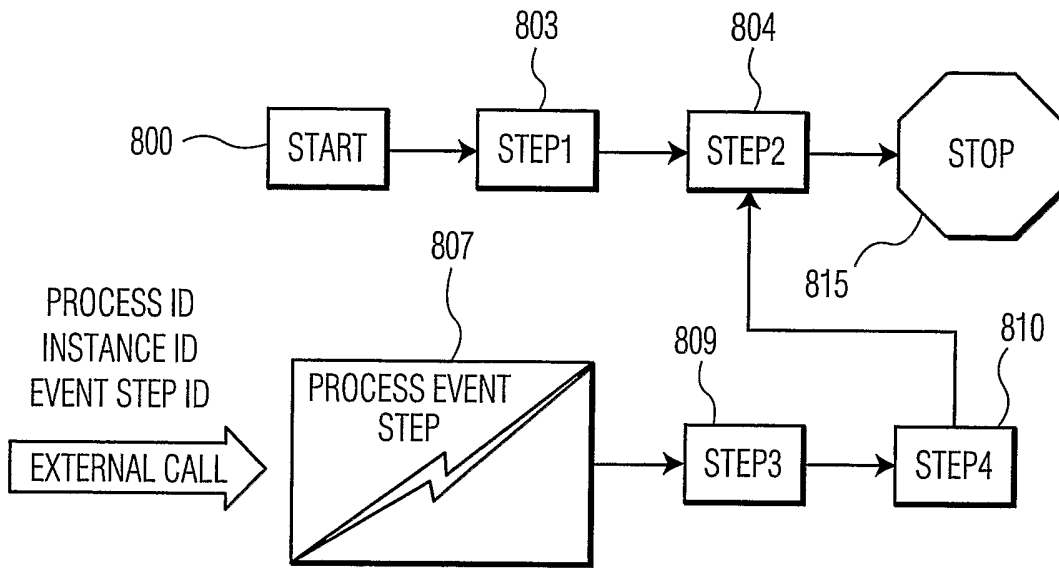 803
804
800
START
STEP1
STEP2
STOP
815
807
PROCESS ID
INSTANCE ID
EVENT STEP ID
EXTERNAL CALL
PROCESS EVENT
STEP
809
810
STEP3
STEP4